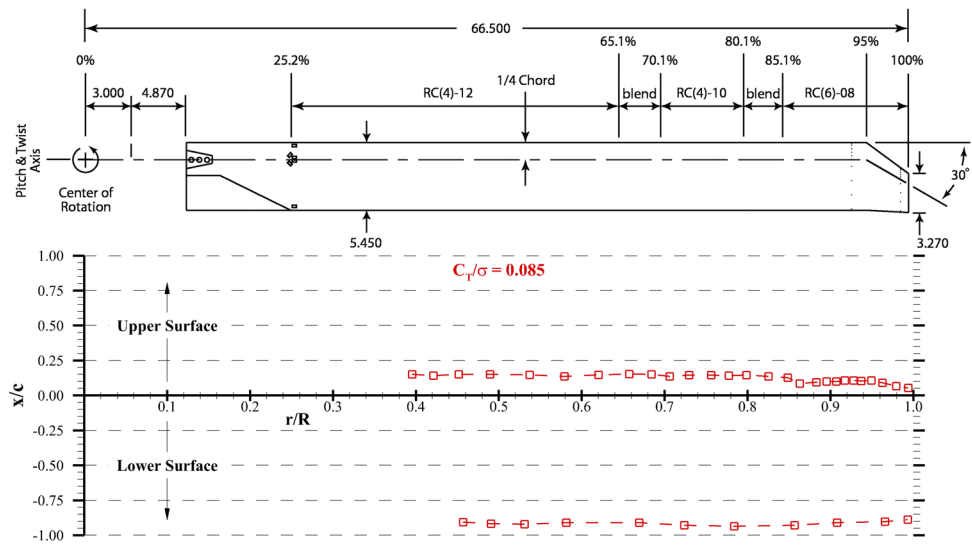 66.500
65.1% 80.1% 95%
0% 25.2% 70.1% 85.1% 100%
1/4 Chord
3.000 4.870 RC(4)-12 blend RC(4)-10 blend RC(6)-08
Pitch & Twist
Axis
Center of
Rotation
30°
5.450 3.270
C_T/σ = 0.085
1.00
0.75
Upper Surface
0.50
0.25
0.00
0.1 0.2 0.3 0.4 0.5 0.6 0.7 0.8 0.9 1.0
x/c
r/R
-0.25
Lower Surface
-0.50
-0.75
-1.00